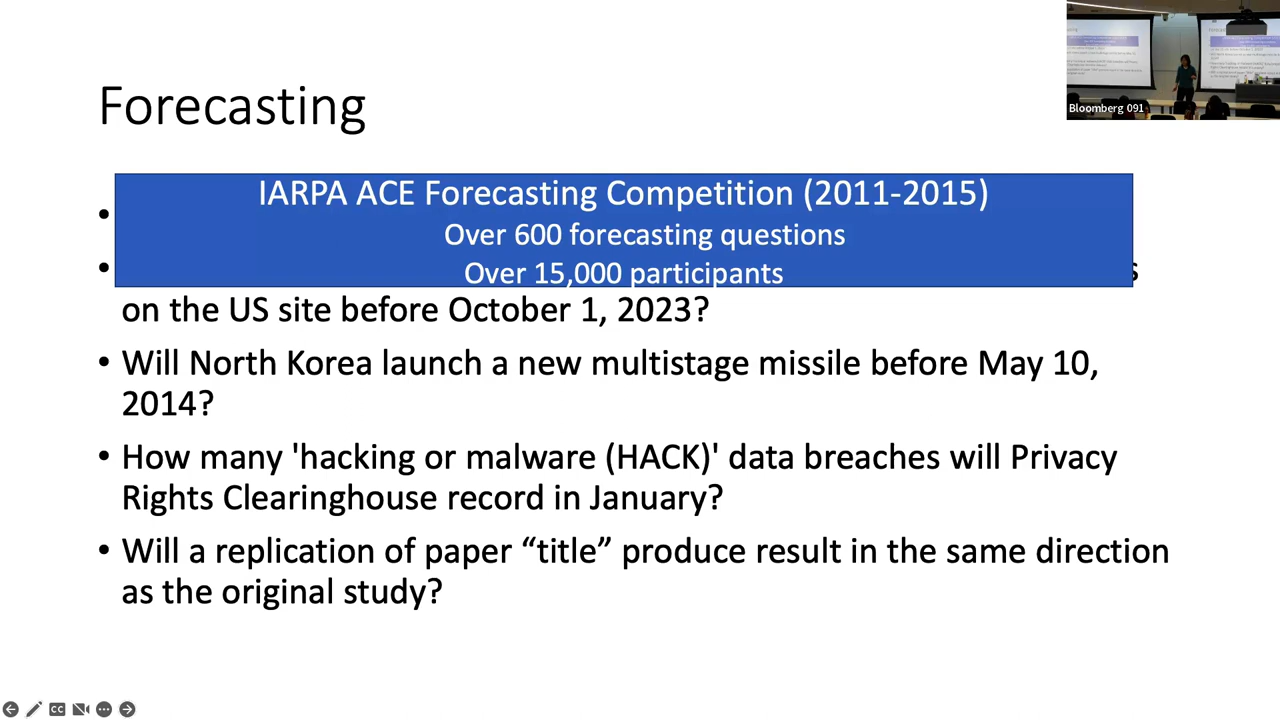 Forecasting
IARPA ACE Forecasting Competition (2011-2015)
Over 600 forecasting questions
Over 15,000 participants
on the US site before October 1, 2023?
• Will North Korea launch a new multistage missile before May 10,
2014?
• How many 'hacking or malware (HACK)' data breaches will Privacy
Rights Clearinghouse record in January?
• Will a replication of paper “title” produce result in the same direction
as the original study?
Bloomberg 091
CC